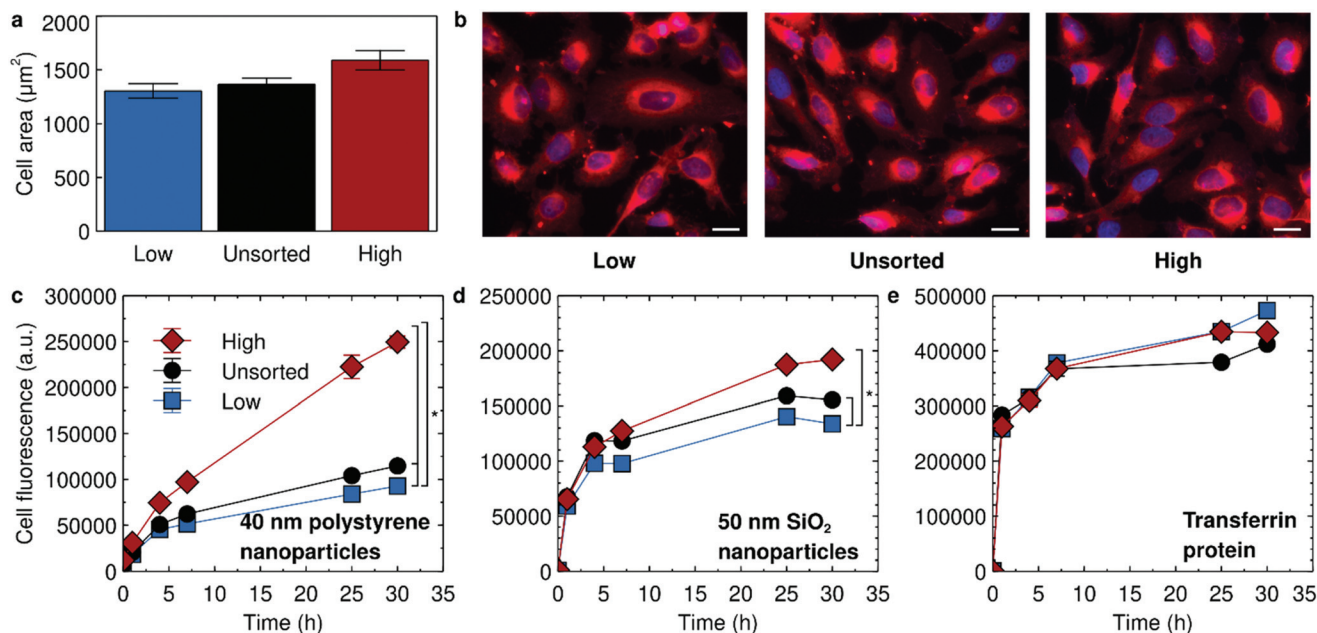 a
2000
1500
1000
500
0
Cell area (µm²)
Low Unsorted High
b
Low Unsorted High
c
300000
250000
200000
150000
100000
50000
0
Cell fluorescence (a.u.)
High
Unsorted
Low
*
40 nm polystyrene
nanoparticles
0 5 10 15 20 25 30 35
Time (h)
d
250000
200000
150000
100000
50000
0
*
50 nm SiO₂
nanoparticles
0 5 10 15 20 25 30 35
Time (h)
e
500000
400000
300000
200000
100000
0
Transferrin
protein
0 5 10 15 20 25 30 35
Time (h)